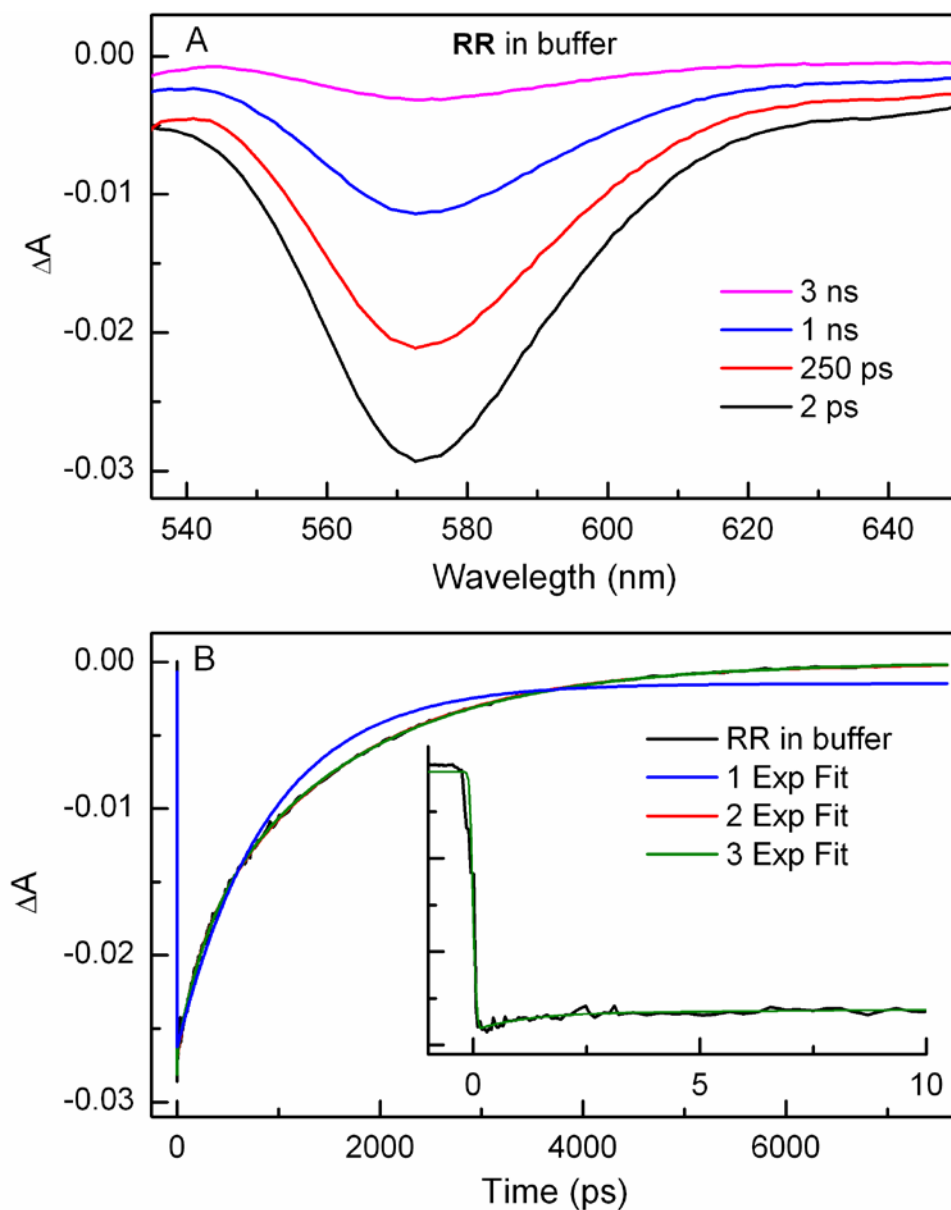 A
RR in buffer
0.00
-0.01
-0.02
-0.03
ΔA
3 ns
1 ns
250 ps
2 ps
540 560 580 600 620 640
Wavelegth (nm)
B
0.00
-0.01
-0.02
-0.03
ΔA
RR in buffer
1 Exp Fit
2 Exp Fit
3 Exp Fit
0 5 10
0 2000 4000 6000
Time (ps)